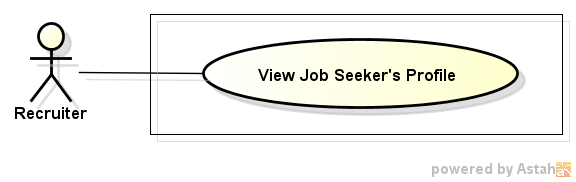 View Job Seeker's Profile
Recruiter
powered by Astah